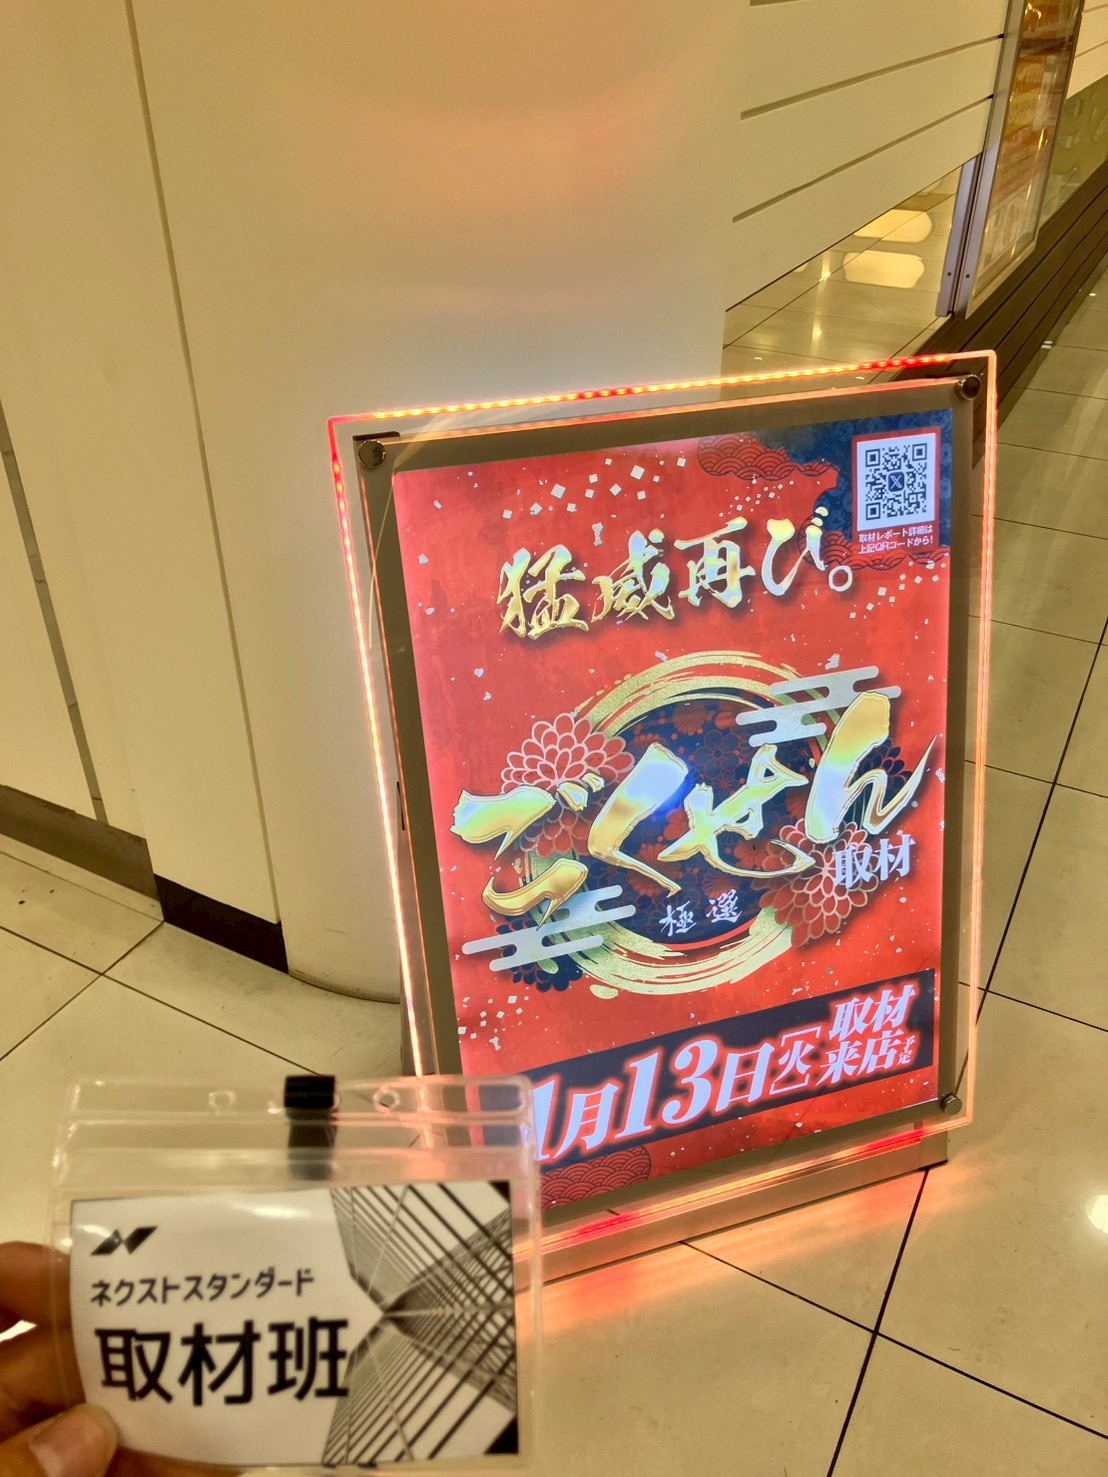 取材レポート詳細は
上記QRコードから!
猛威再び。
ごくせん
取材
極選
1月13日(火)
取材
来店予定
ネクストスタンダード
取材班